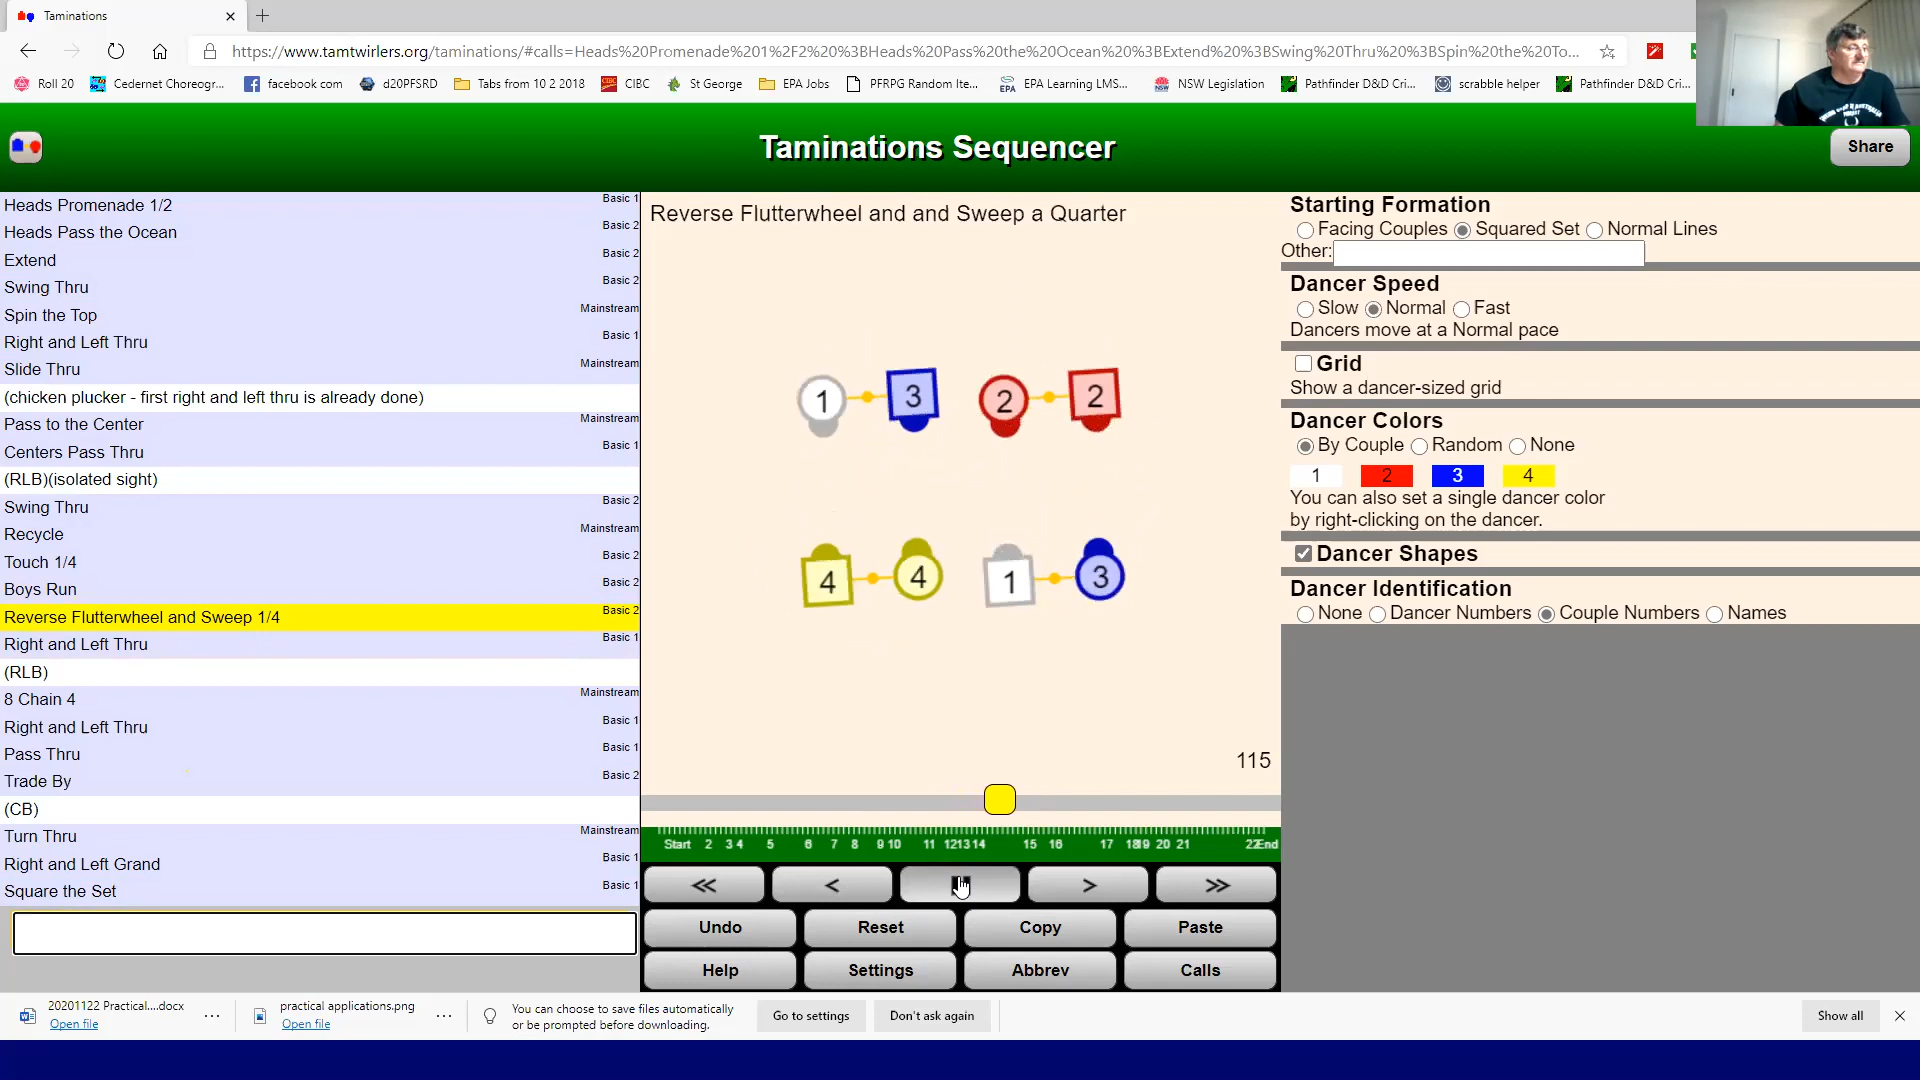 Taminations
https://www.tamtwirlers.org/taminations/#calls=Heads%20Promenade%201%2F2%20%3BHeads%20Pass%20the%20Ocean%20%3BExtend%20%3BSwing%20Thru%20%3BSpin%20the%20To...
Roll 20 Cedernet Choreogr... facebook.com d20PFSRD Tabs from 10 2 2018 CIBC St George EPA Jobs PFRPG Random Ite... EPA Learning LMS... NSW Legislation Pathfinder D&D Cri... scrabble helper Pathfinder D&D Cri...
Taminations Sequencer
Share
Heads Promenade 1/2 Basic 1
Heads Pass the Ocean Basic 2
Extend Basic 2
Swing Thru Basic 2
Spin the Top Mainstream
Right and Left Thru Basic 1
Slide Thru Mainstream
(chicken plucker - first right and left thru is already done)
Pass to the Center Mainstream
Centers Pass Thru Basic 1
(RLB)(isolated sight)
Swing Thru Basic 2
Recycle Mainstream
Touch 1/4 Basic 2
Boys Run Basic 2
Reverse Flutterwheel and Sweep 1/4 Basic 2
Right and Left Thru Basic 1
(RLB)
8 Chain 4 Mainstream
Right and Left Thru Basic 1
Pass Thru Basic 1
Trade By Basic 2
(CB)
Turn Thru Mainstream
Right and Left Grand Basic 1
Square the Set Basic 1
Reverse Flutterwheel and and Sweep a Quarter
1 3 2 2
4 4 1 3
115
Start 2 3 4 5 6 7 8 9 10 11 12 13 14 15 16 17 18 19 20 21 22 End
<< < > >>
Undo Reset Copy Paste
Help Settings Abbrev Calls
Starting Formation
Facing Couples Squared Set Normal Lines
Other:
Dancer Speed
Slow Normal Fast
Dancers move at a Normal pace
Grid
Show a dancer-sized grid
Dancer Colors
By Couple Random None
1 2 3 4
You can also set a single dancer color
by right-clicking on the dancer.
Dancer Shapes
Dancer Identification
None Dancer Numbers Couple Numbers Names
20201122 Practical....docx
Open file
practical applications.png
Open file
You can choose to save files automatically
or be prompted before downloading.
Go to settings
Don't ask again
Show all